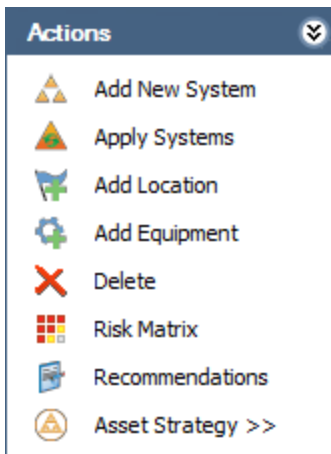 Actions
Add New System
Apply Systems
Add Location
Add Equipment
Delete
Risk Matrix
Recommendations
Asset Strategy >>